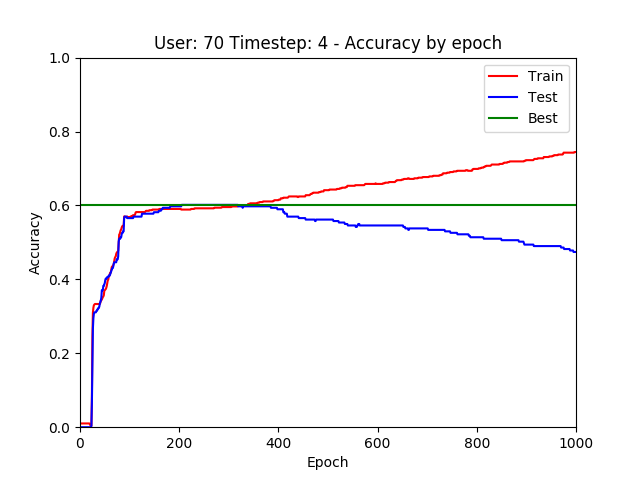 User: 70 Timestep: 4 - Accuracy by epoch
1.0
0.8
0.6
0.4
0.2
0.0
Accuracy
Train
Test
Best
0 200 400 600 800 1000
Epoch